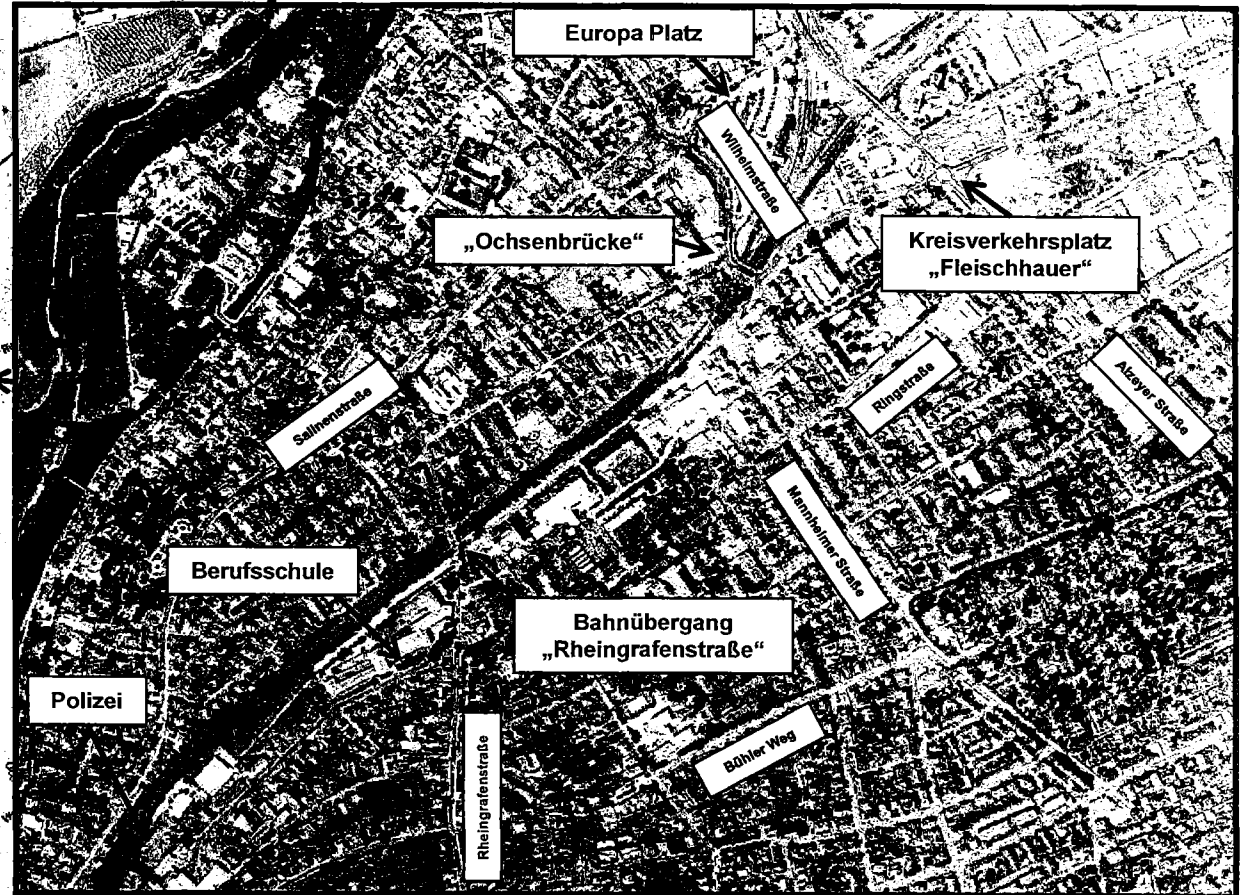 Europa Platz
Wilhelmstraße
„Ochsenbrücke“
Kreisverkehrsplatz
„Fleischhauer“
Salinenstraße
Ringstraße
Alzeyer Straße
Mannheimer Straße
Berufsschule
Bahnübergang
„Rheingrafenstraße“
Polizei
Rheingrafenstraße
Bühler Weg